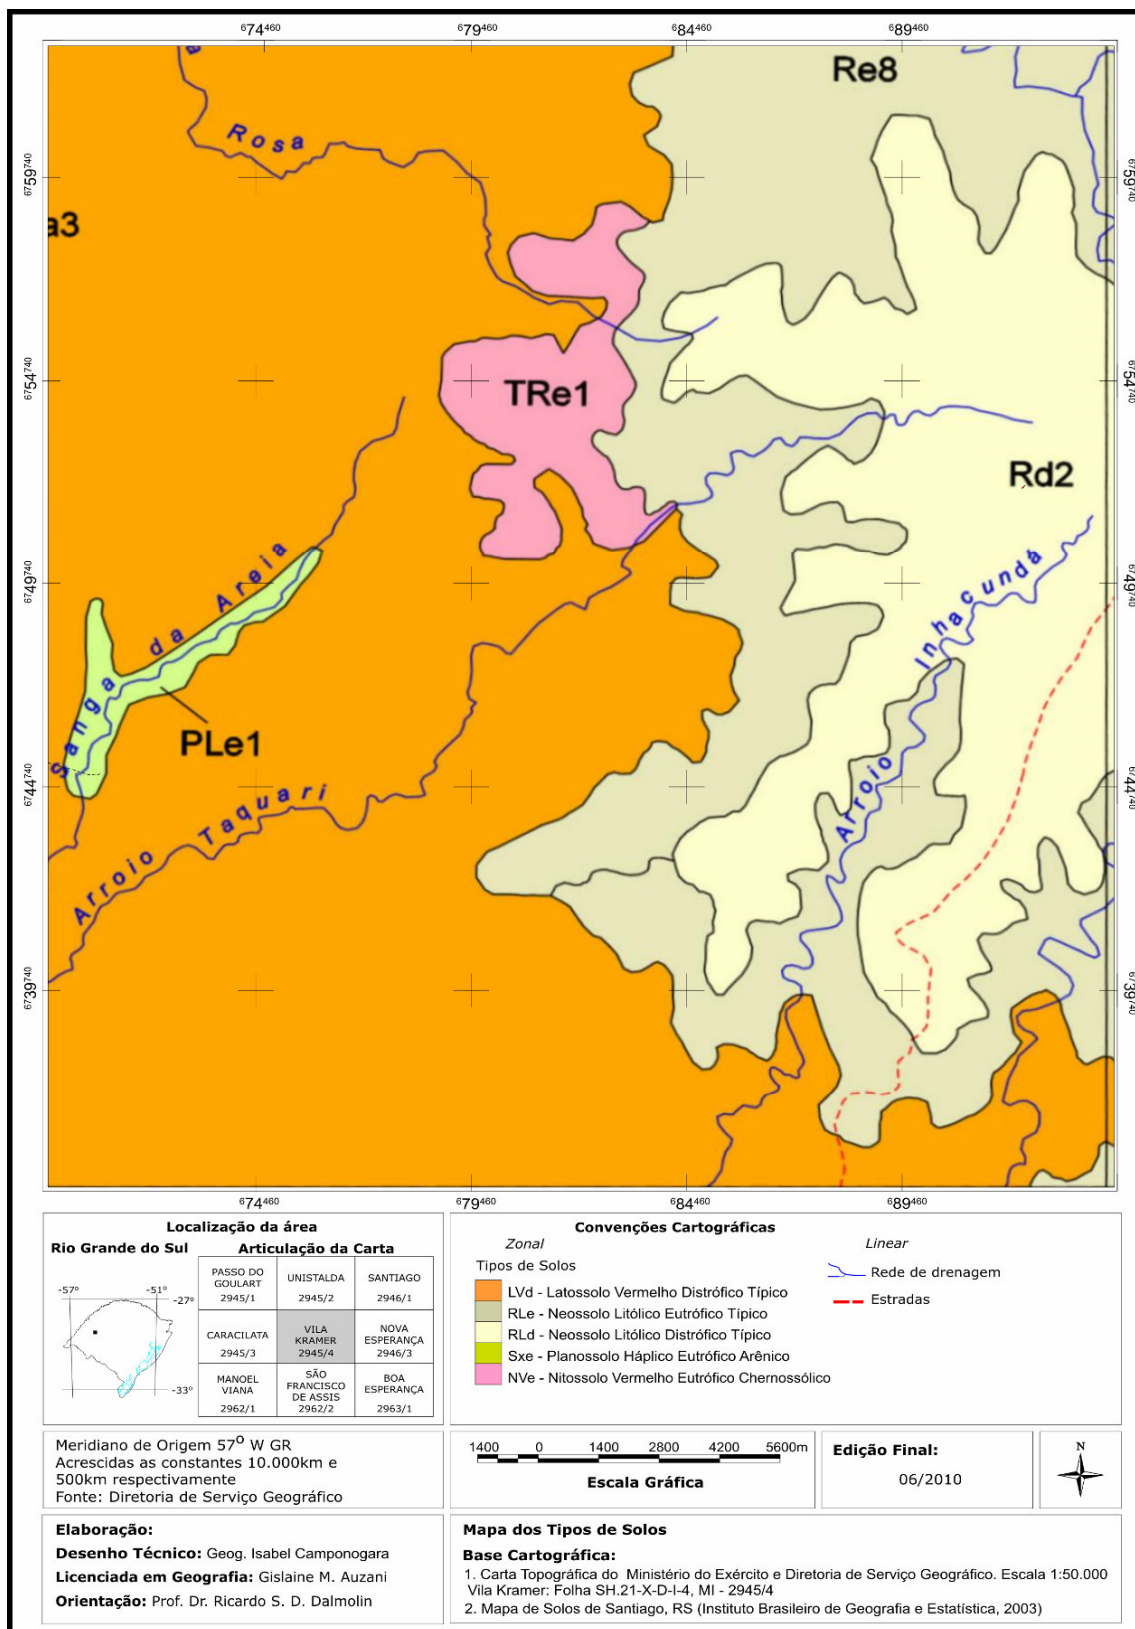 674460 679460 684460 689460
Re8
Rosa
6759740 6759740
a3
6754740 6754740
TRe1
Rd2
Sanga da Areia
Arroio Inhacundá
6749740 6749740
PLe1
6744740 6744740
Arroio Taquari
6739740 6739740
674460 679460 684460 689460
Localização da área
Rio Grande do Sul Articulação da Carta
-57º -51º
-27º
-33º
PASSO DO GOULART 2945/1
UNISTALDA 2945/2
SANTIAGO 2946/1
CARACILATA 2945/3
VILA KRAMER 2945/4
NOVA ESPERANÇA 2946/3
MANOEL VIANA 2962/1
SÃO FRANCISCO DE ASSIS 2962/2
BOA ESPERANÇA 2963/1
Convenções Cartográficas
Zonal Linear
Tipos de Solos
LVd - Latossolo Vermelho Distrófico Típico
RLe - Neossolo Litólico Eutrófico Típico
RLd - Neossolo Litólico Distrófico Típico
Sxe - Planossolo Háplico Eutrófico Arênico
NVe - Nitossolo Vermelho Eutrófico Chernossólico
Rede de drenagem
Estradas
Meridiano de Origem 57º W GR
Acrescidas as constantes 10.000km e
500km respectivamente
Fonte: Diretoria de Serviço Geográfico
1400 0 1400 2800 4200 5600m
Escala Gráfica
Edição Final:
06/2010
N
Elaboração:
Desenho Técnico: Geog. Isabel Camponogara
Licenciada em Geografia: Gislaine M. Auzani
Orientação: Prof. Dr. Ricardo S. D. Dalmolin
Mapa dos Tipos de Solos
Base Cartográfica:
1. Carta Topográfica do Ministério do Exército e Diretoria de Serviço Geográfico. Escala 1:50.000
Vila Kramer: Folha SH.21-X-D-I-4, MI - 2945/4
2. Mapa de Solos de Santiago, RS (Instituto Brasileiro de Geografia e Estatística, 2003)